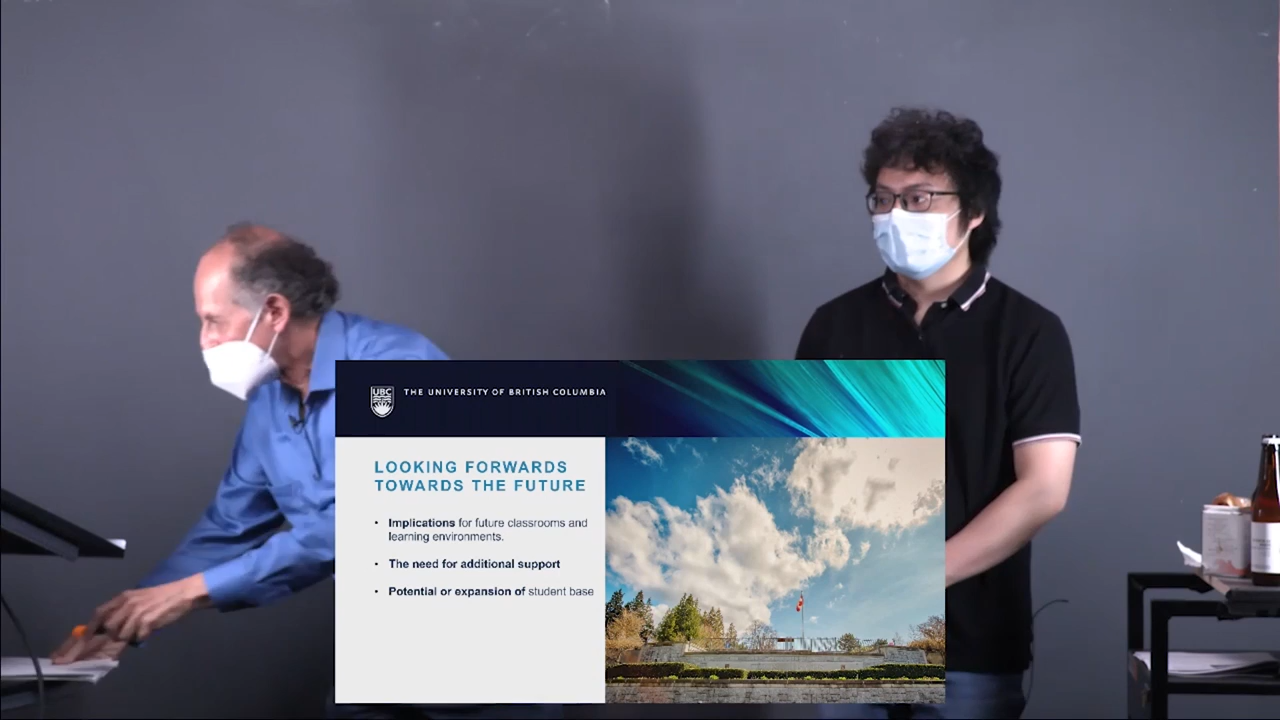 UBC
THE UNIVERSITY OF BRITISH COLUMBIA
LOOKING FORWARDS
TOWARDS THE FUTURE
• Implications for future classrooms and
learning environments.
• The need for additional support
• Potential or expansion of student base